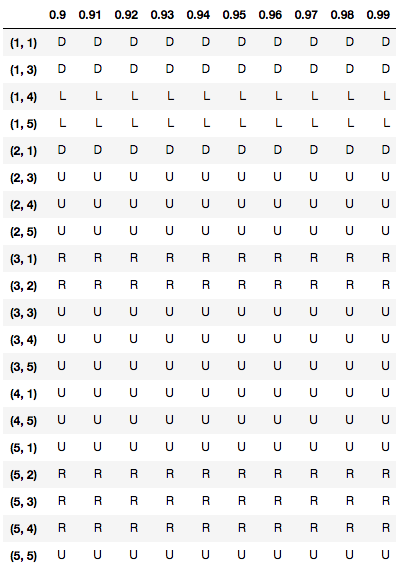 0.9 0.91 0.92 0.93 0.94 0.95 0.96 0.97 0.98 0.99
(1, 1) D D D D D D D D D D
(1, 3) D D D D D D D D D D
(1, 4) L L L L L L L L L L
(1, 5) L L L L L L L L L L
(2, 1) D D D D D D D D D D
(2, 3) U U U U U U U U U U
(2, 4) U U U U U U U U U U
(2, 5) U U U U U U U U U U
(3, 1) R R R R R R R R R R
(3, 2) R R R R R R R R R R
(3, 3) U U U U U U U U U U
(3, 4) U U U U U U U U U U
(3, 5) U U U U U U U U U U
(4, 1) U U U U U U U U U U
(4, 5) U U U U U U U U U U
(5, 1) U U U U U U U U U U
(5, 2) R R R R R R R R R R
(5, 3) R R R R R R R R R R
(5, 4) R R R R R R R R R R
(5, 5) U U U U U U U U U U